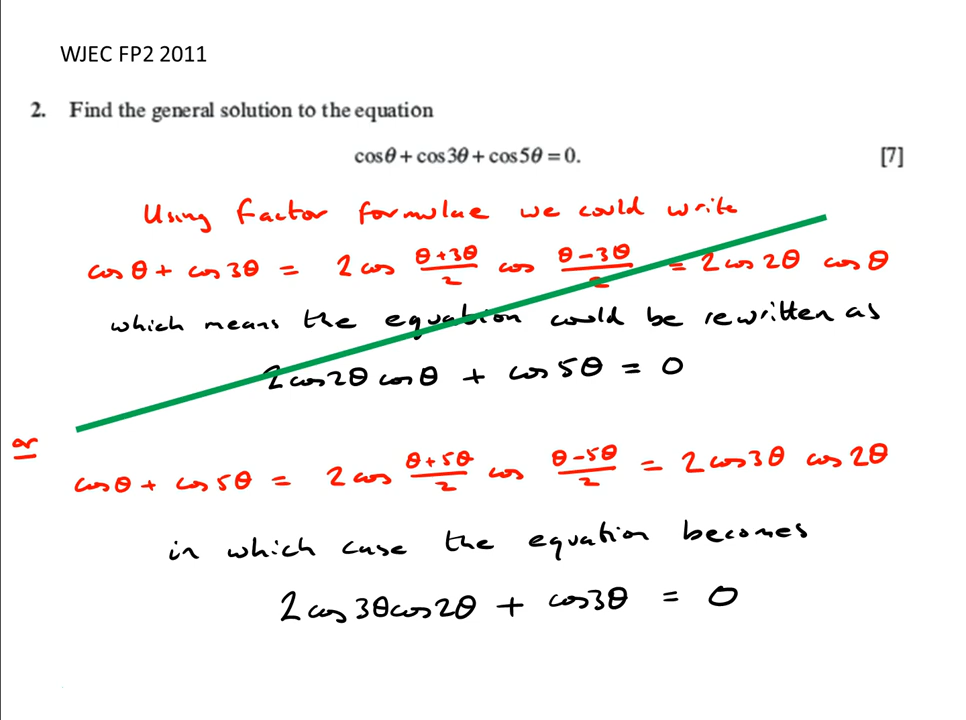 WJEC FP2 2011
2. Find the general solution to the equation
cosθ + cos3θ + cos5θ = 0. [7]
Using factor formulae we could write
cosθ + cos3θ = 2cos (θ+3θ)/2 cos (θ-3θ)/2 = 2cos2θ cosθ
which means the equation could be rewritten as
2cos2θ cosθ + cos5θ = 0
or
cosθ + cos5θ = 2cos (θ+5θ)/2 cos (θ-5θ)/2 = 2cos3θ cos2θ
in which case the equation becomes
2cos3θcos2θ + cos3θ = 0